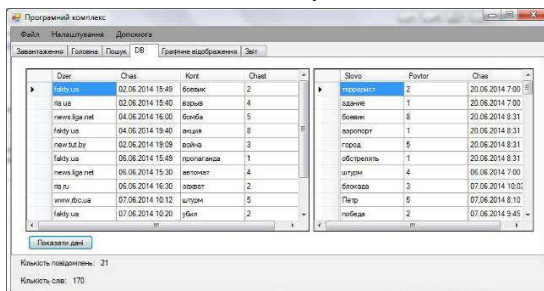 Програмний комплекс
Файл Налаштування Допомога
Завантаження Головна Пошук DB Графічне відображення Звіт
Dzer Chas Kont Chast
fakty.ua 02.06.2014 15:49 боевик 2
ria.ua 02.06.2014 15:40 взрыв 4
news.liga.net 04.06.2014 16:00 бомба 5
fakty.ua 04.06.2014 19:40 акция 8
new.tut.by 02.06.2014 19:09 война 3
fakty.ua 06.06.2014 15:49 пропаганда 1
news.liga.net 06.06.2014 15:30 автомат 4
ria.ru 06.06.2014 16:30 захват 2
www.rbc.ua 07.06.2014 10:12 штурм 5
fakty.ua 07.06.2014 10:20 убил 2
Slovo Povtor Chas
террорист 2 20.06.2014 7:00
здание 1 20.06.2014 7:00
боевик 8 20.06.2014 8:31
аэропорт 1 20.06.2014 8:31
город 5 20.06.2014 8:31
обстрелять 1 20.06.2014 8:31
штурм 4 06.06.2014 7:00
блокада 3 07.06.2014 10:02
Петр 5 07.06.2014 8:10
победа 2 07.06.2014 9:45
Показати дані
Кількість повідомлень: 21
Кількість слів: 170